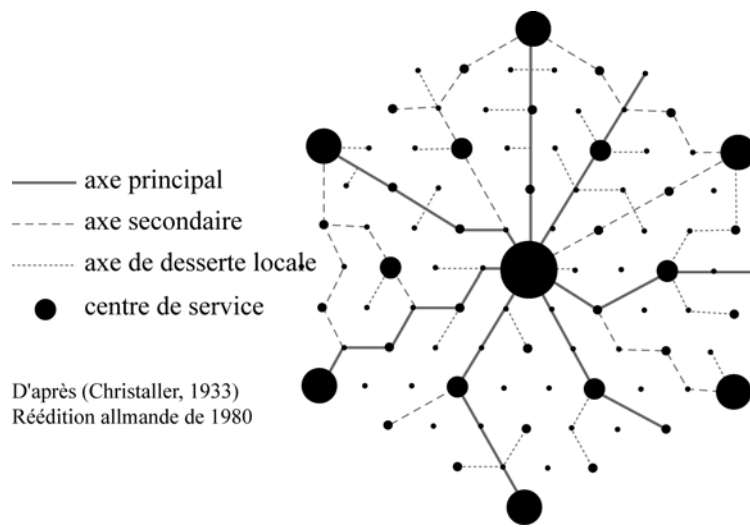 axe principal
axe secondaire
axe de desserte locale
centre de service
D'après (Christaller, 1933)
Réédition allmande de 1980